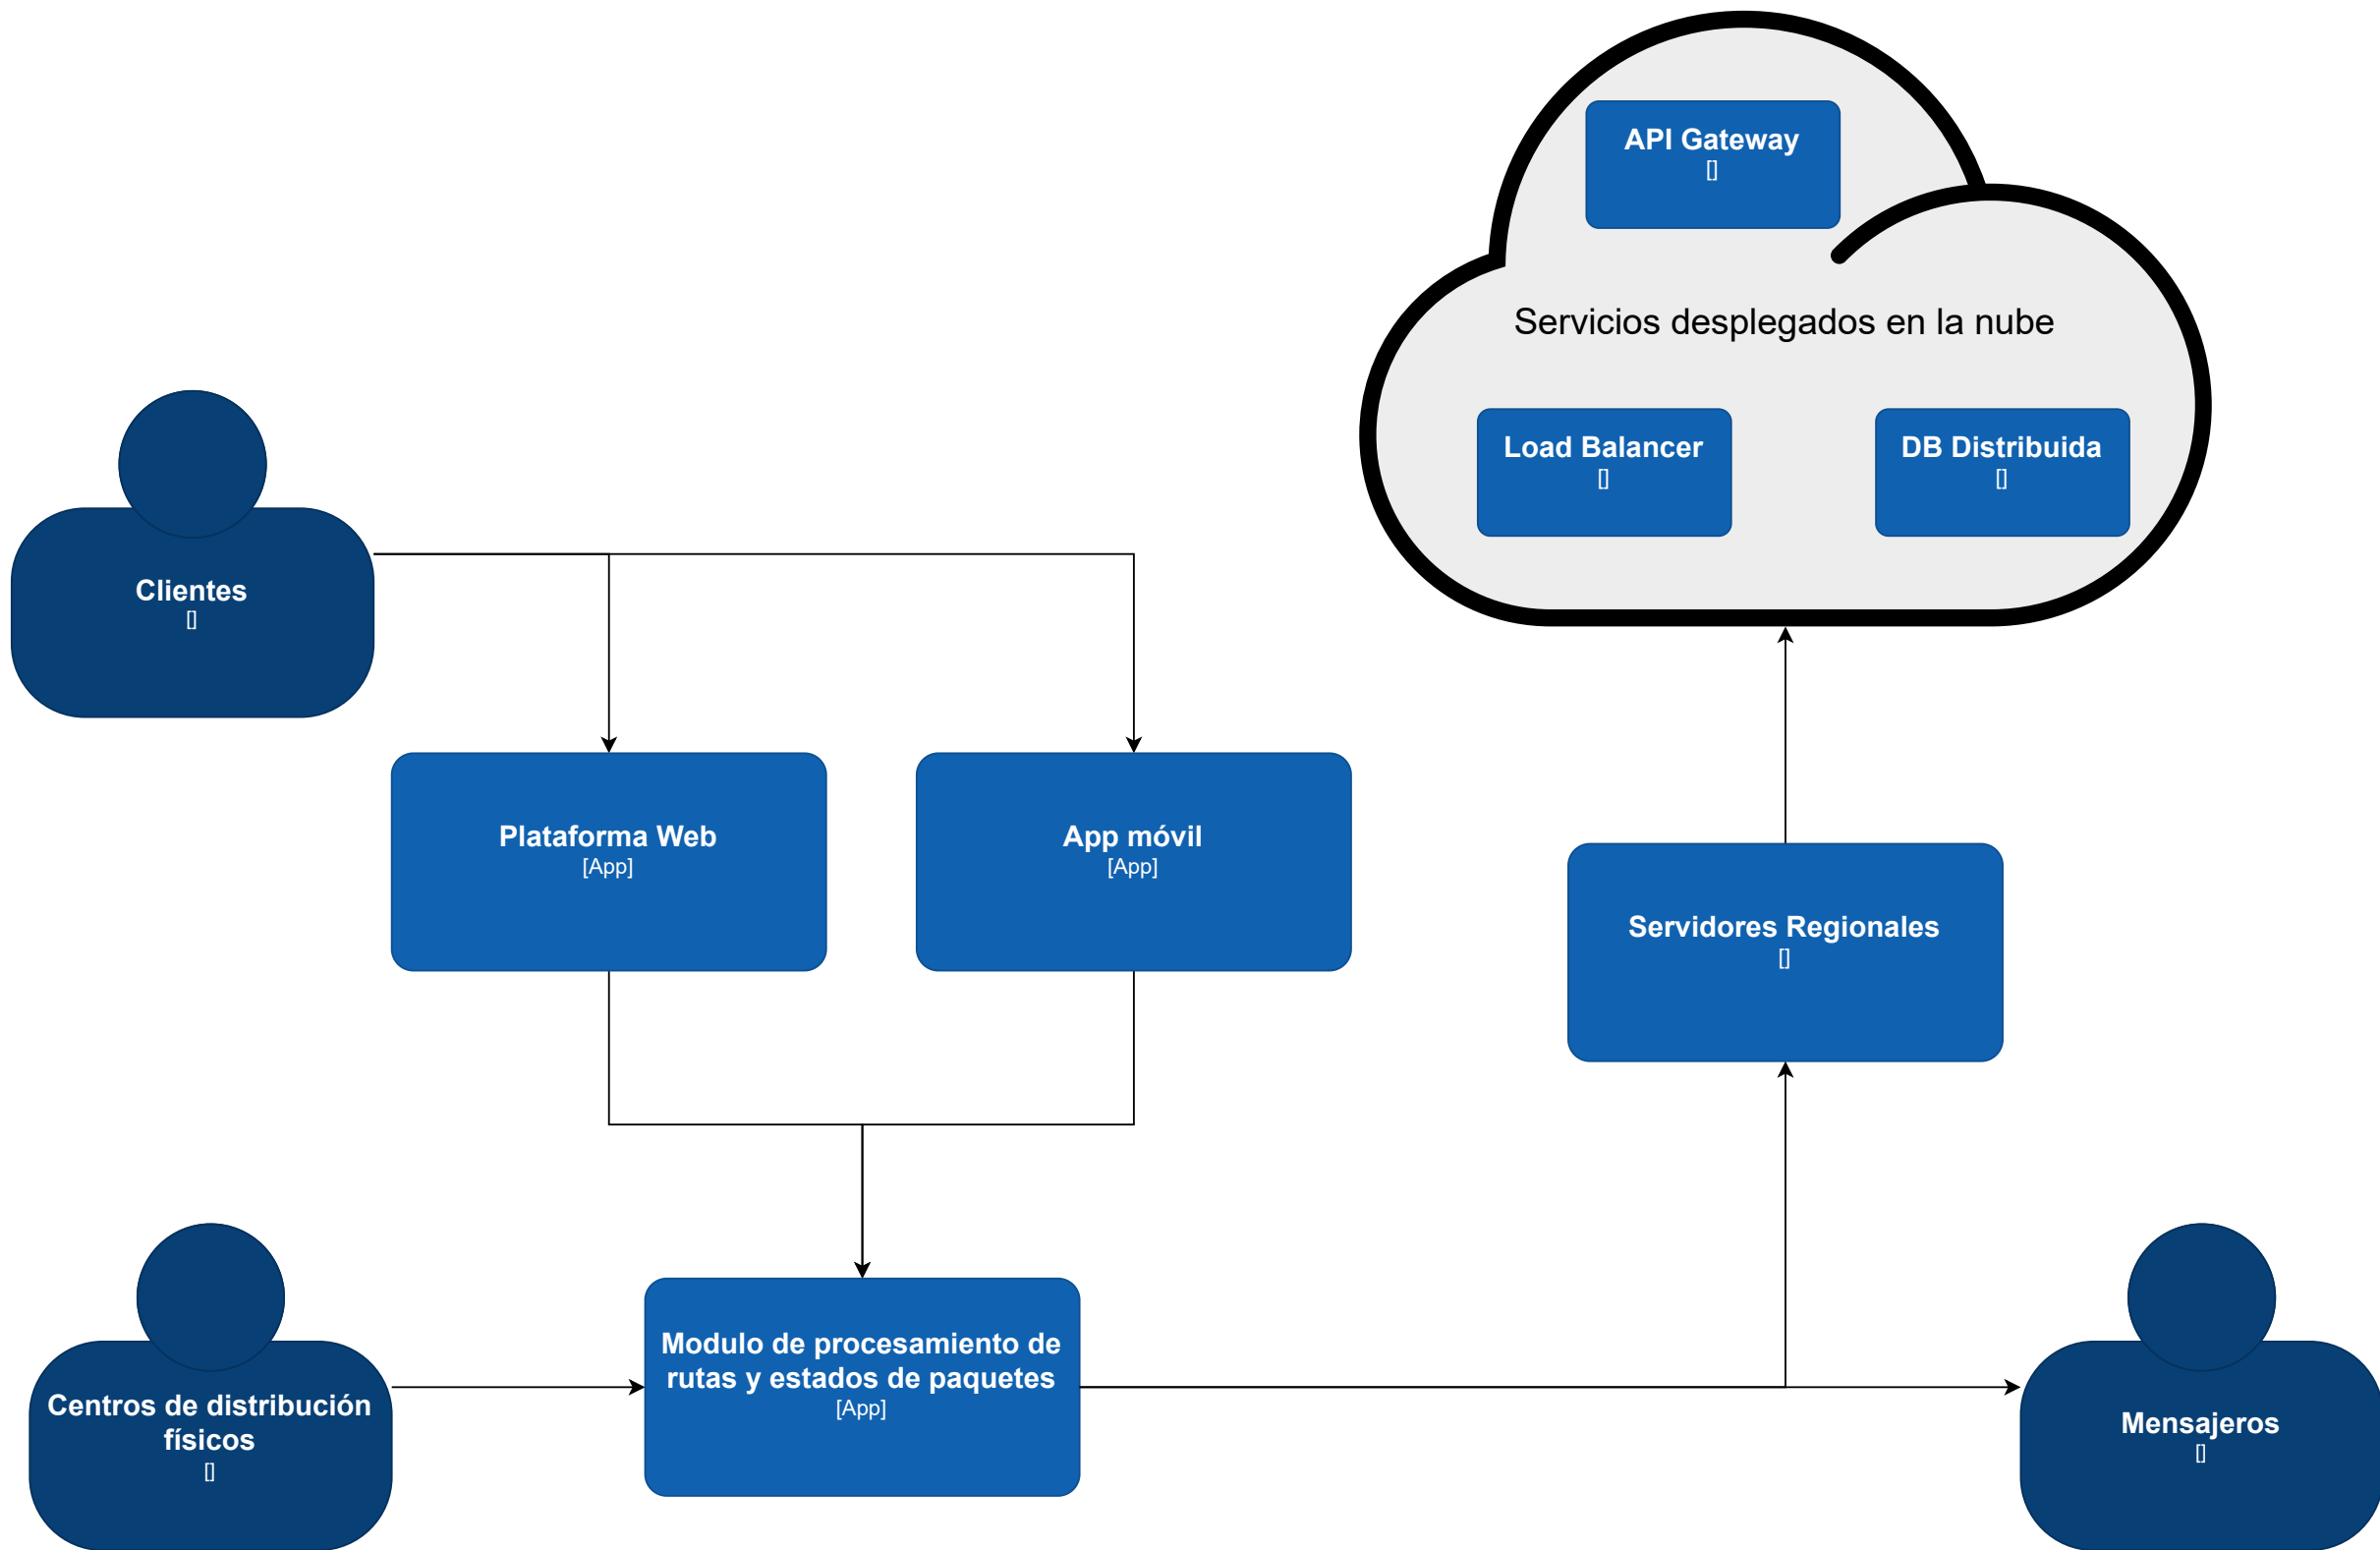 API Gateway
[]
Servicios desplegados en la nube
Load Balancer
[]
DB Distribuida
[]
Clientes
[]
Plataforma Web
[App]
App móvil
[App]
Servidores Regionales
[]
Modulo de procesamiento de
rutas y estados de paquetes
[App]
Centros de distribución
físicos
[]
Mensajeros
[]